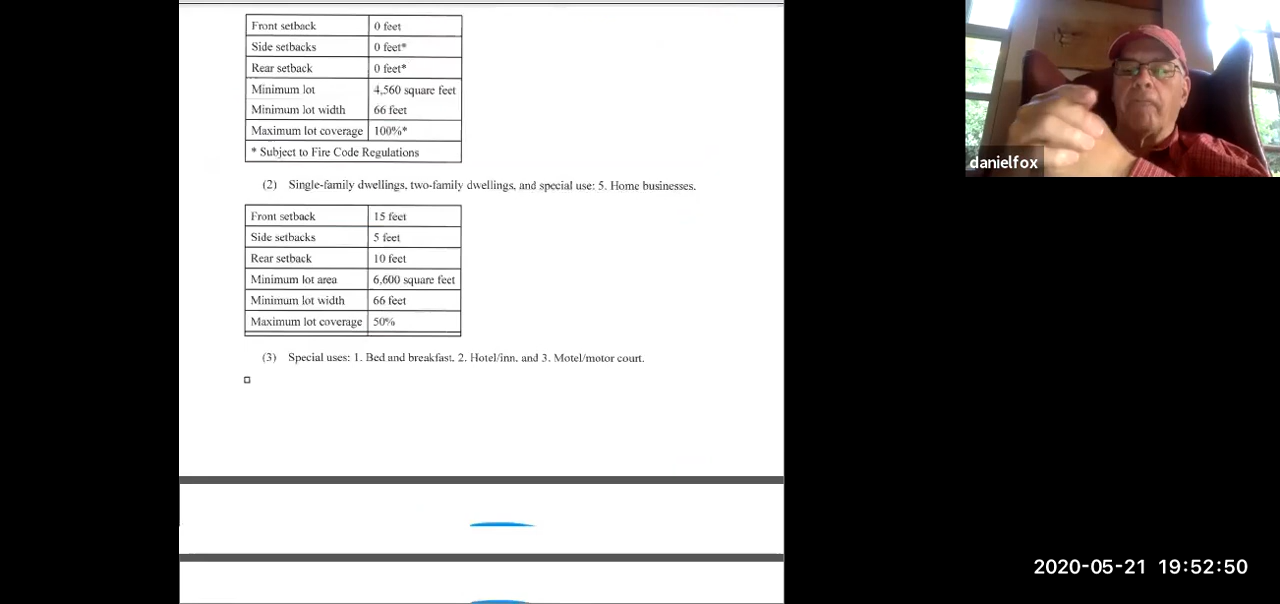 Front setback 0 feet
Side setbacks 0 feet*
Rear setback 0 feet*
Minimum lot 4,560 square feet
Minimum lot width 66 feet
Maximum lot coverage 100%*
* Subject to Fire Code Regulations
(2) Single-family dwellings, two-family dwellings, and special use: 5. Home businesses.
Front setback 15 feet
Side setbacks 5 feet
Rear setback 10 feet
Minimum lot area 6,600 square feet
Minimum lot width 66 feet
Maximum lot coverage 50%
(3) Special uses: 1. Bed and breakfast, 2. Hotel/inn, and 3. Motel/motor court.
danielfox
2020-05-21 19:52:50